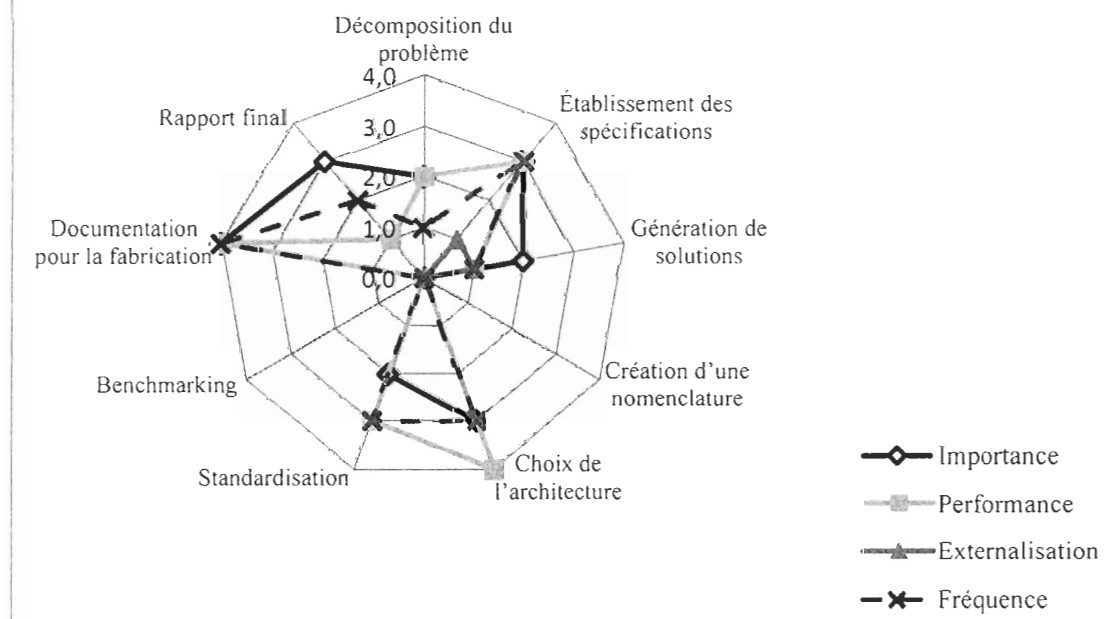 Décomposition du
problème
4,0
Établissement des
spécifications
Rapport final
3,0
2,0
Documentation
pour la fabrication
1,0
Génération de
solutions
0,0
Création d'une
nomenclature
Benchmarking
Choix de
l'architecture
Standardisation
Importance
Performance
Externalisation
Fréquence